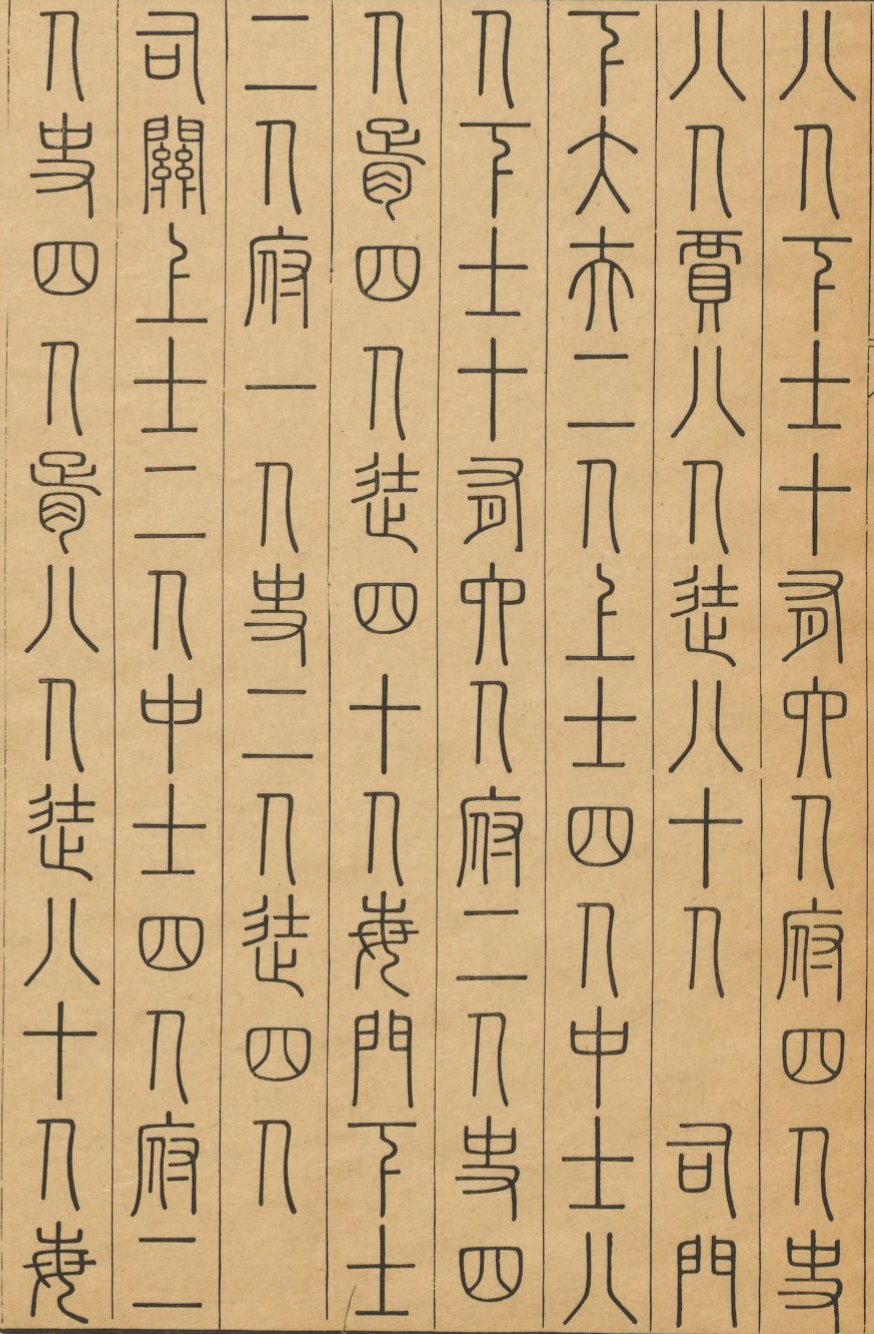 八人下士十有六人府四人史
八人賈八人徒八十人　司門
下大夫二人上士四人中士八
人下士十有六人府二人史四
人胥四人徒四十人每門下士
二人府一人史二人徒四人
司關上士二人中士四人府二
人史四人胥八人徒八十人每